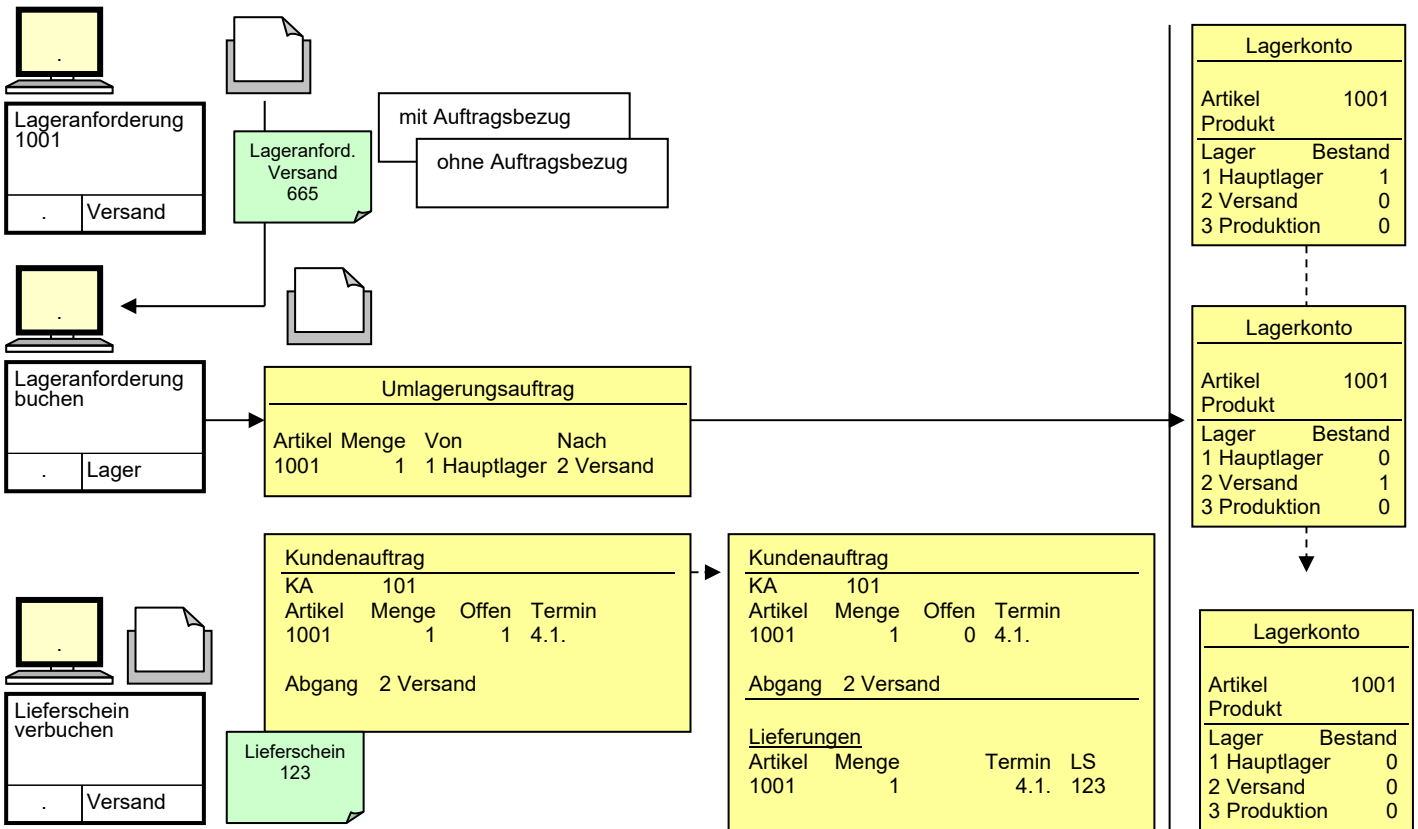 .
Lageranforderung
1001
. Versand
Lageranford.
Versand
665
mit Auftragsbezug
ohne Auftragsbezug
Lagerkonto
Artikel 1001
Produkt
Lager Bestand
1 Hauptlager 1
2 Versand 0
3 Produktion 0
.
Lageranforderung
buchen
. Lager
Umlagerungsauftrag
Artikel Menge Von Nach
1001 1 1 Hauptlager 2 Versand
Lagerkonto
Artikel 1001
Produkt
Lager Bestand
1 Hauptlager 0
2 Versand 1
3 Produktion 0
.
Lieferschein
verbuchen
. Versand
Kundenauftrag
KA 101
Artikel Menge Offen Termin
1001 1 1 4.1.
Abgang 2 Versand
Lieferschein
123
Kundenauftrag
KA 101
Artikel Menge Offen Termin
1001 1 0 4.1.
Abgang 2 Versand
Lieferungen
Artikel Menge Termin LS
1001 1 4.1. 123
Lagerkonto
Artikel 1001
Produkt
Lager Bestand
1 Hauptlager 0
2 Versand 0
3 Produktion 0